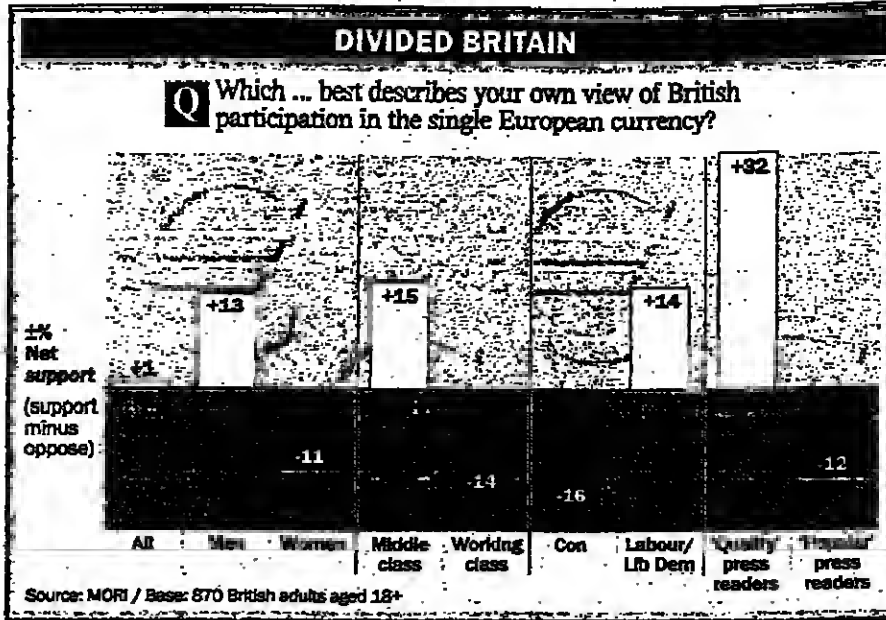 DIVIDED BRITAIN
Q Which ... best describes your own view of British
participation in the single European currency?
+32
+15
+14
+13
±%
Net
support
+1
(support
minus
oppose)
-11
-12
-14
-16
All Men Women Middle Working Con Labour/ 'Quality' 'Popular'
class class Lib Dem press press
readers readers
Source: MORI / Base: 870 British adults aged 18+